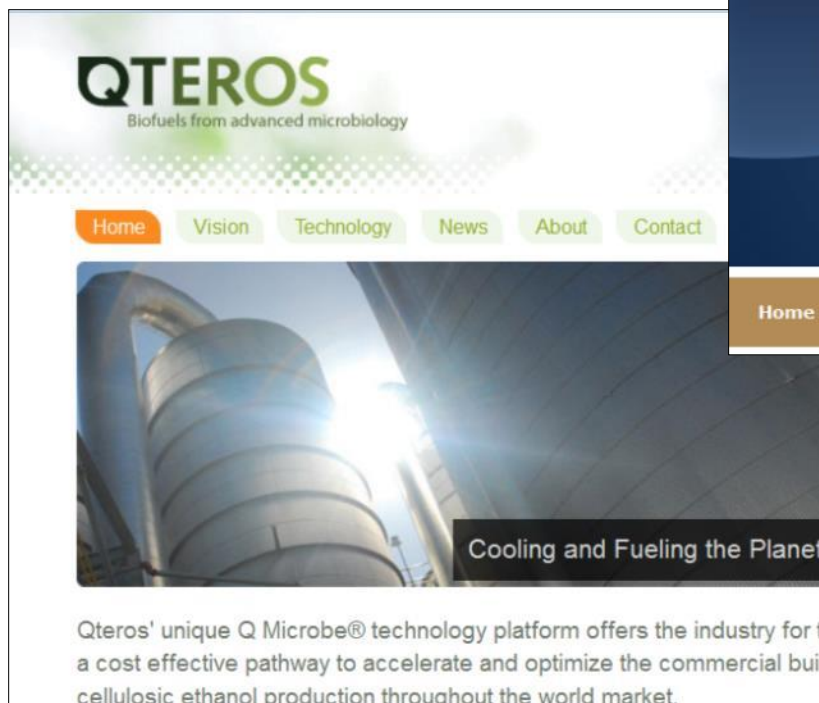 QTEROS
Biofuels from advanced microbiology
Home Vision Technology News About Contact
Home
Cooling and Fueling the Planet
Qteros' unique Q Microbe® technology platform offers the industry for
a cost effective pathway to accelerate and optimize the commercial
cellulosic ethanol production throughout the world market.